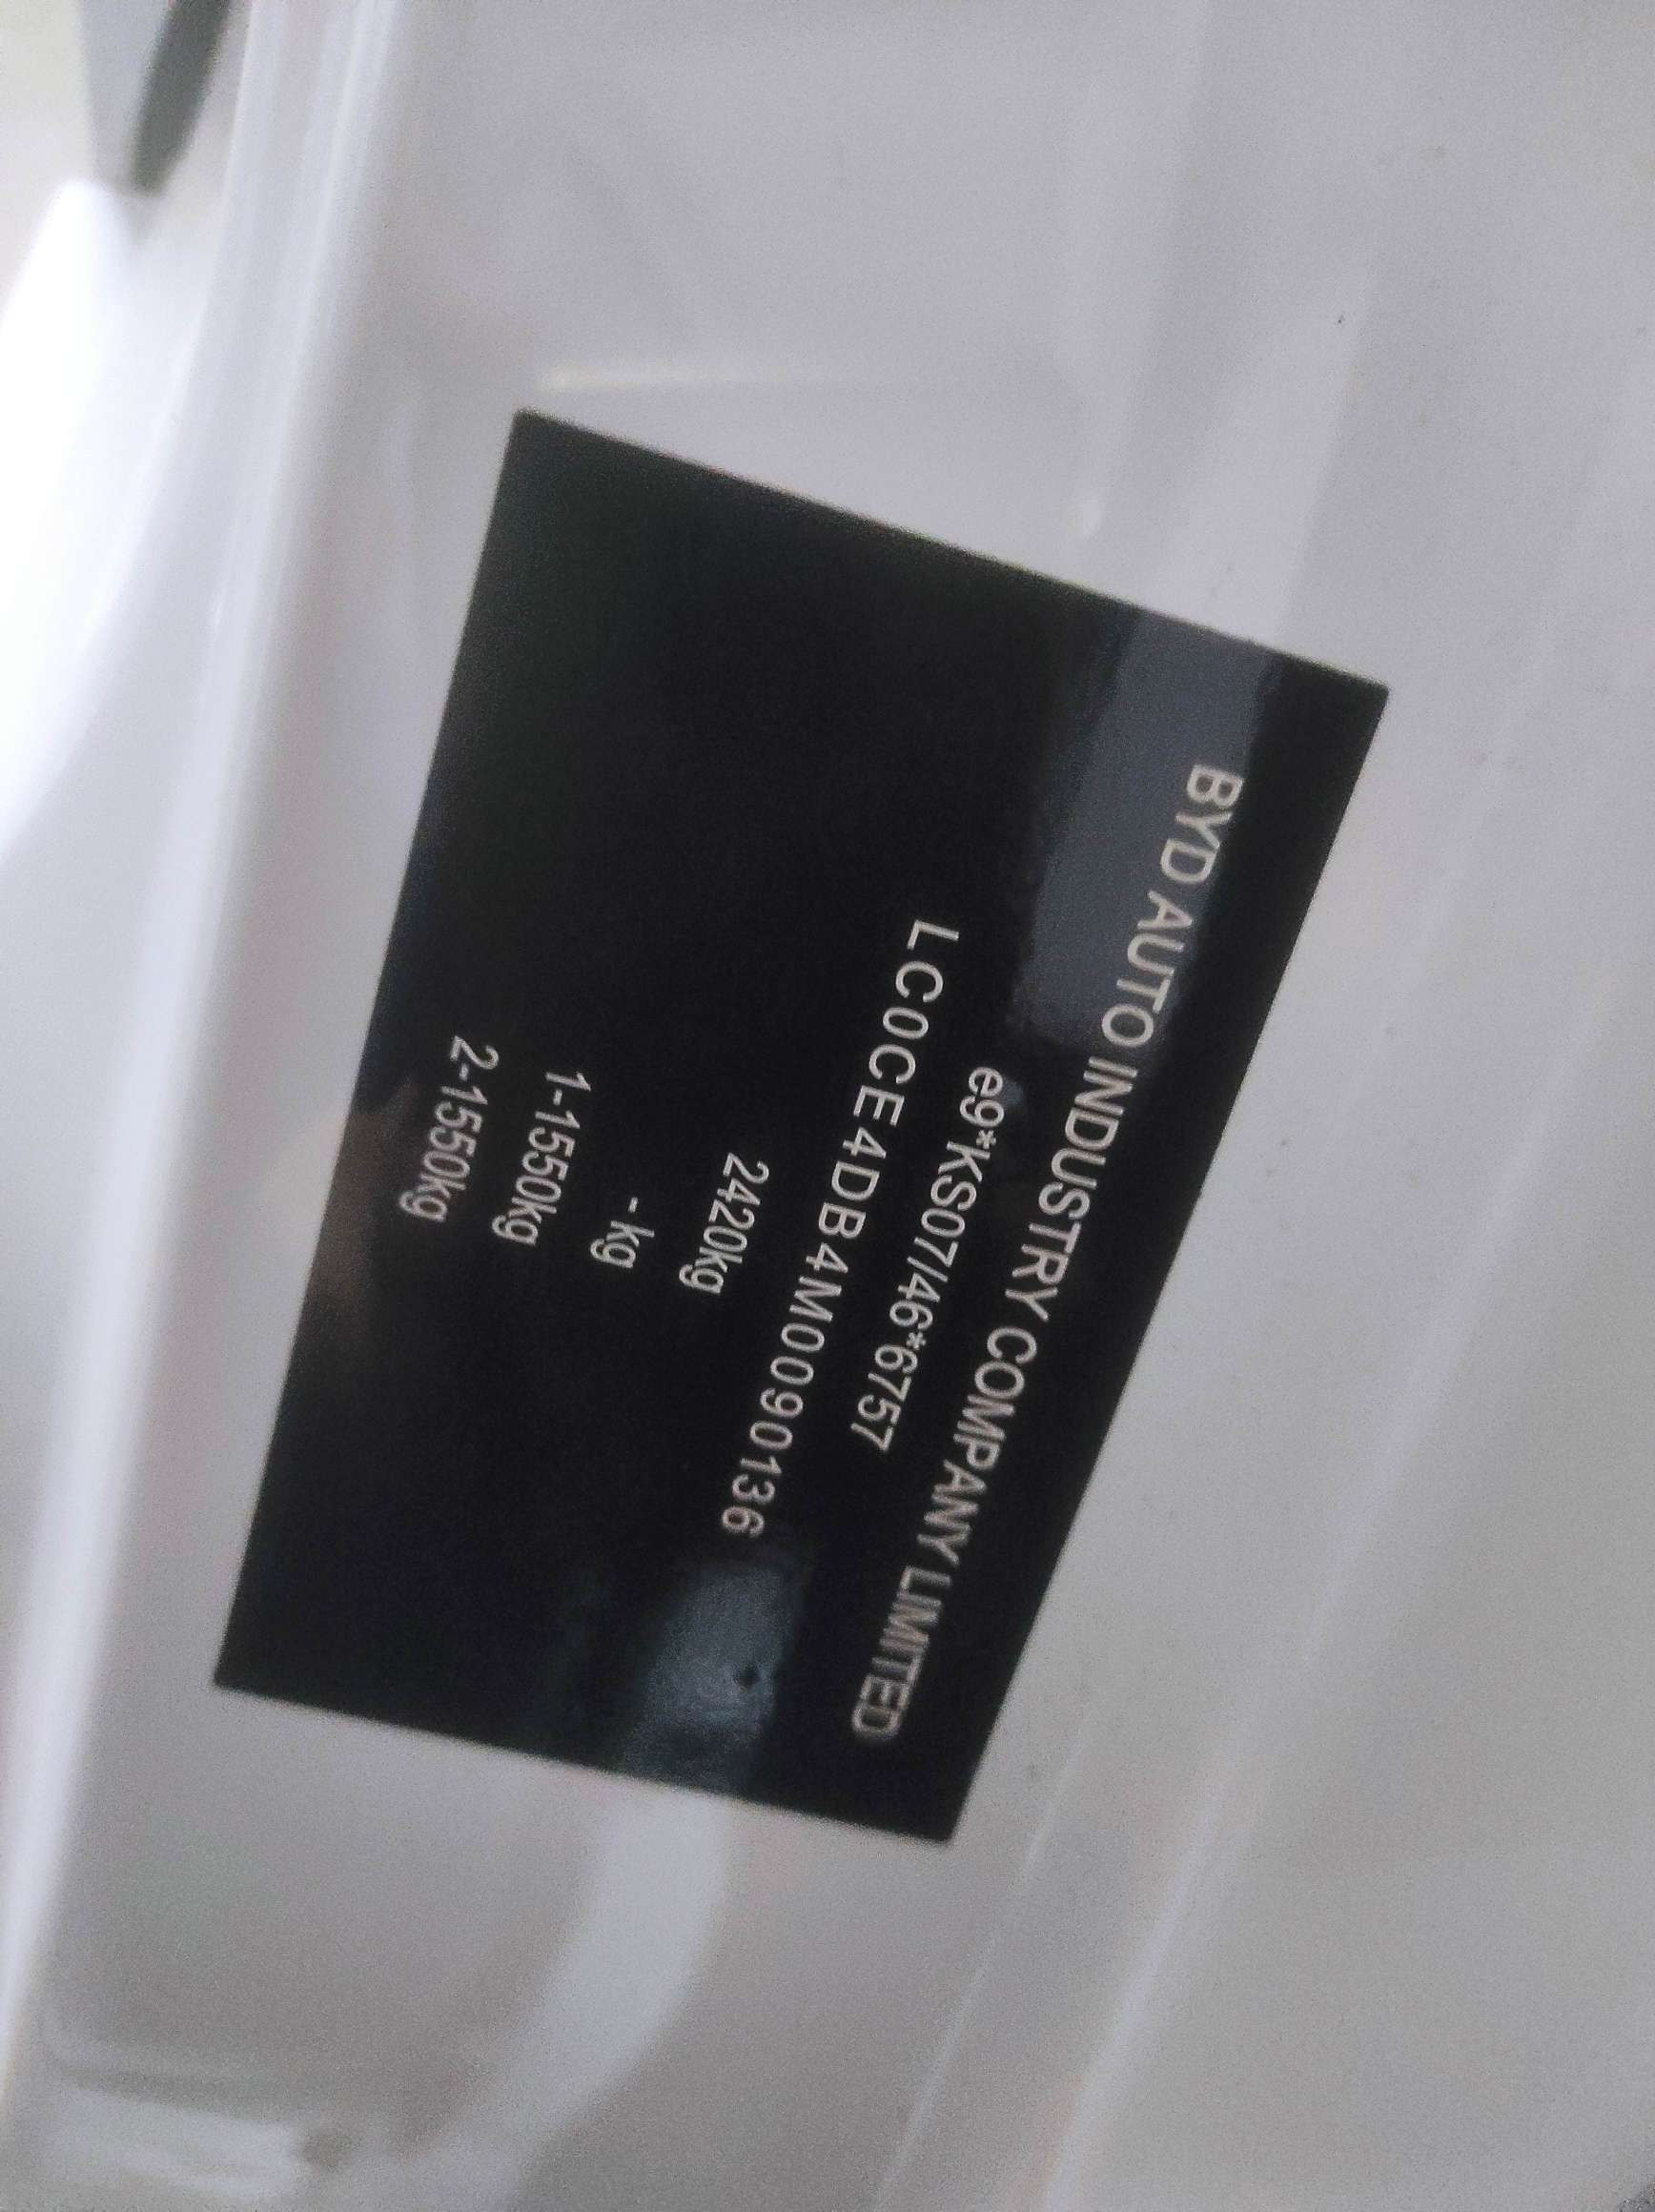 BYD AUTO INDUSTRY COMPANY LIMITED
e9*KS07/46*6757
LC0CE4DB4M0090136
2420kg
- kg
1-1550kg
2-1550kg